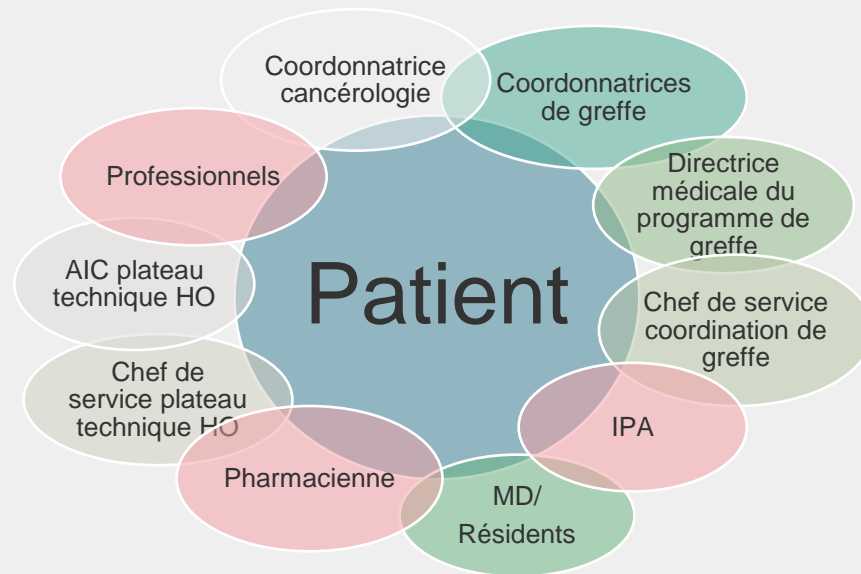 Coordonnatrice
cancérologie
Coordonnatrices
de greffe
Professionnels
Directrice
médicale du
programme de
greffe
AIC plateau
technique HO
Patient
Chef de service
coordination de
greffe
Chef de
service plateau
technique HO
IPA
Pharmacienne
MD/
Résidents